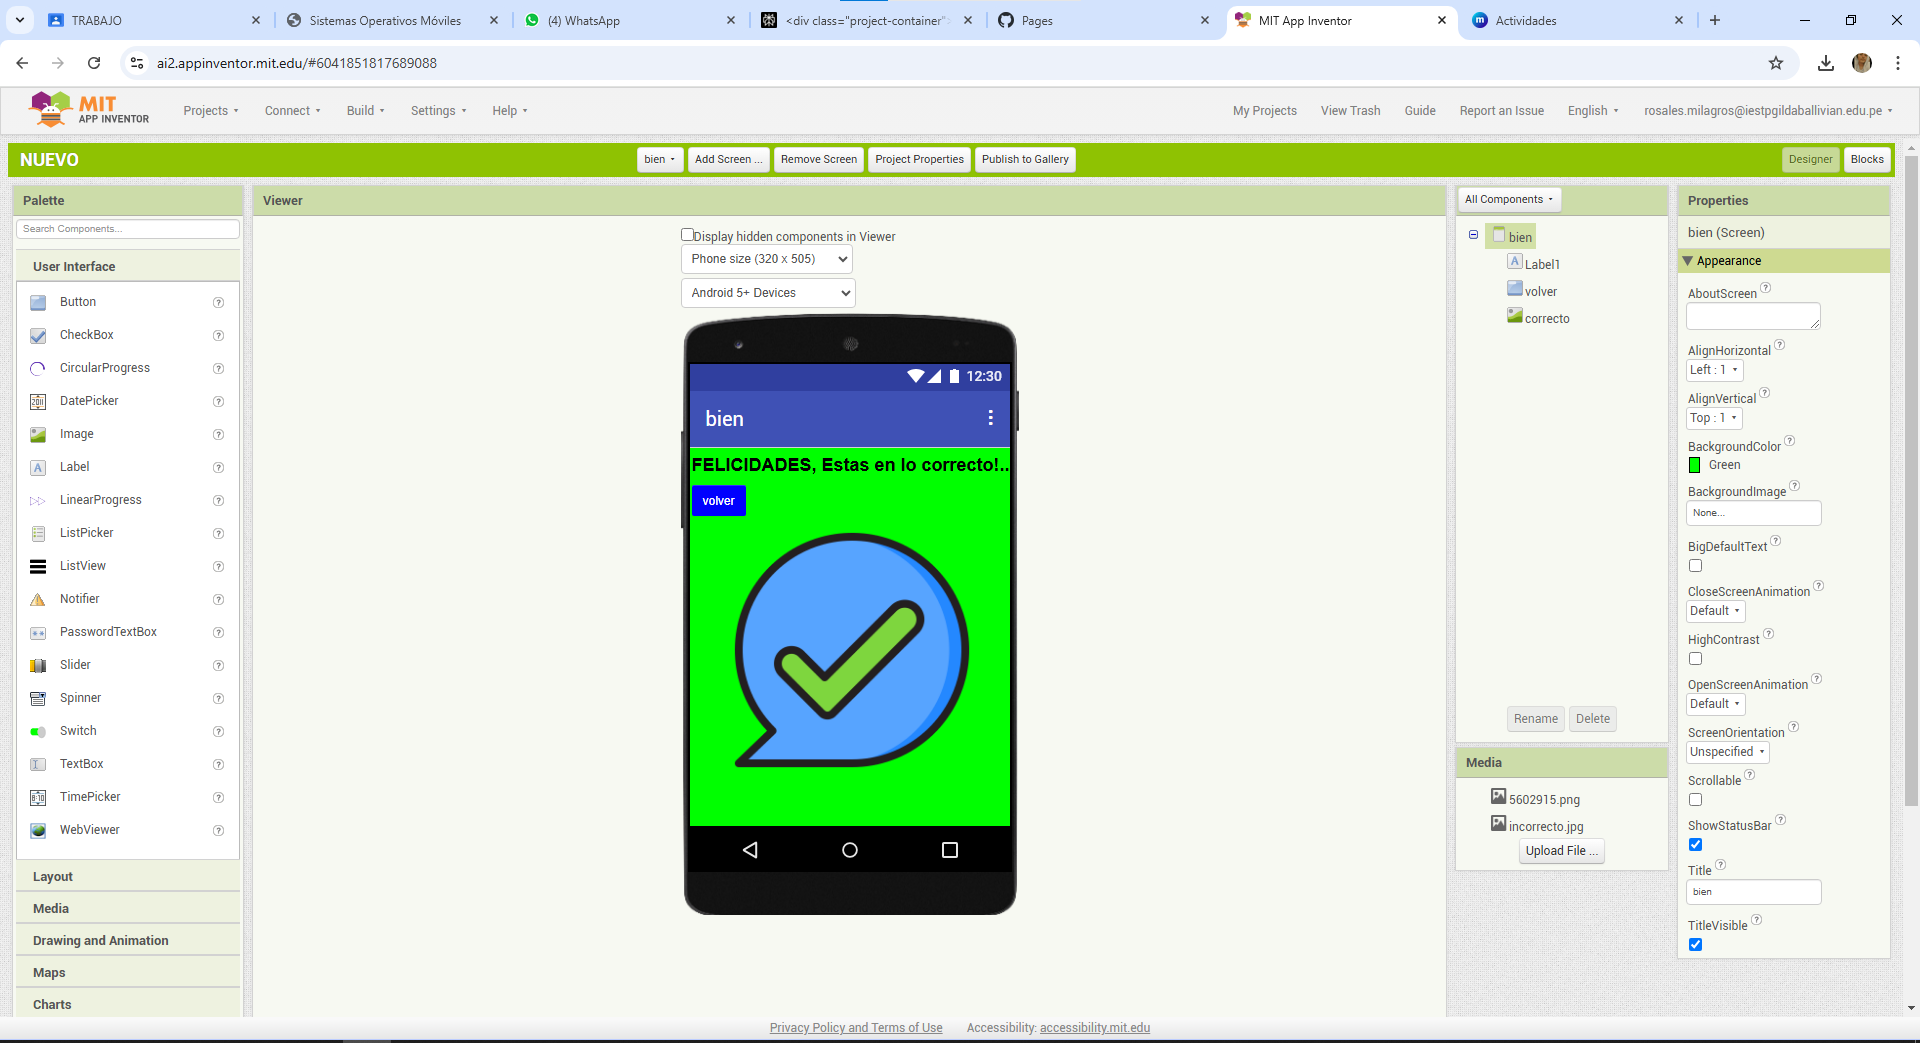 TRABAJO
Sistemas Operativos Móviles
(4) WhatsApp
<div class="project-container"
Pages
MIT App Inventor
Actividades
ai2.appinventor.mit.edu/#6041851817689088
MIT
APP INVENTOR
Projects
Connect
Build
Settings
Help
My Projects
View Trash
Guide
Report an Issue
English
rosales.milagros@iestpgildaballivian.edu.pe
NUEVO
bien
Add Screen ...
Remove Screen
Project Properties
Publish to Gallery
Designer
Blocks
Palette
Search Components...
User Interface
Button
CheckBox
CircularProgress
DatePicker
Image
Label
LinearProgress
ListPicker
ListView
Notifier
PasswordTextBox
Slider
Spinner
Switch
TextBox
TimePicker
WebViewer
Layout
Media
Drawing and Animation
Maps
Charts
Viewer
Display hidden components in Viewer
Phone size (320 x 505)
Android 5+ Devices
12:30
bien
FELICIDADES, Estas en lo correcto!..
volver
All Components
bien
Label1
volver
correcto
Rename
Delete
Media
5602915.png
incorrecto.jpg
Upload File ...
Properties
bien (Screen)
Appearance
AboutScreen
AlignHorizontal
Left : 1
AlignVertical
Top : 1
BackgroundColor
Green
BackgroundImage
None...
BigDefaultText
CloseScreenAnimation
Default
HighContrast
OpenScreenAnimation
Default
ScreenOrientation
Unspecified
Scrollable
ShowStatusBar
Title
bien
TitleVisible
Privacy Policy and Terms of Use
Accessibility: accessibility.mit.edu